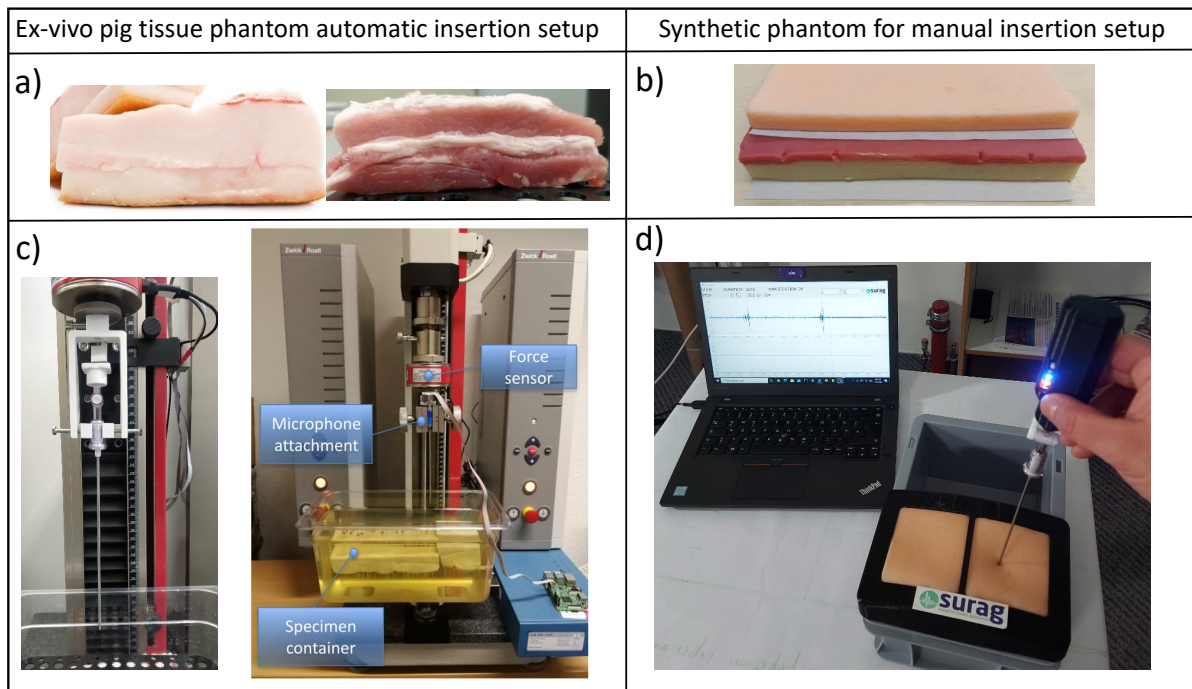 Ex-vivo pig tissue phantom automatic insertion setup
Synthetic phantom for manual insertion setup
a)
b)
c)
Zwick / Roell
Zwick / Roell
Force
sensor
Microphone
attachment
Specimen
container
d)
surag
ThinkPad
surag